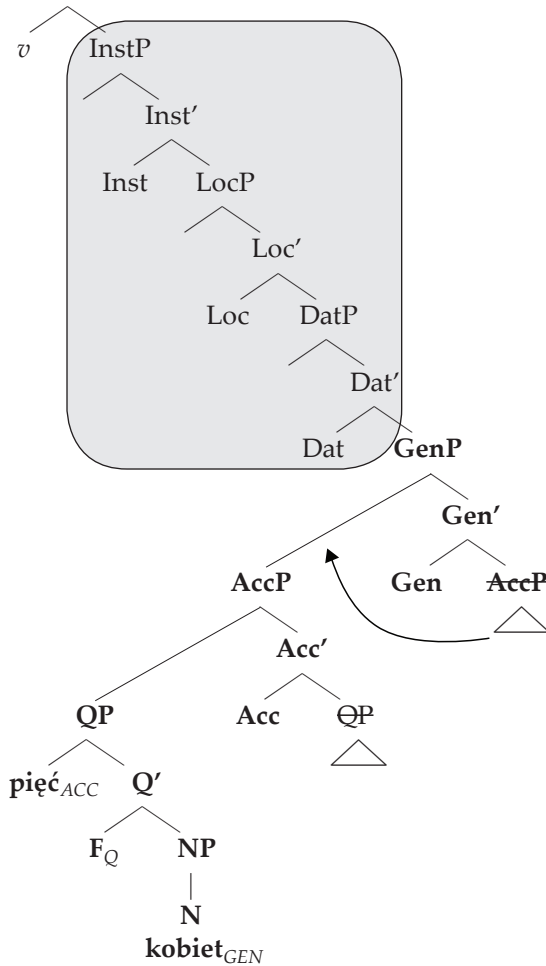 v InstP
Inst’
Inst LocP
Loc’
Loc DatP
Dat’
Dat GenP
Gen’
AccP Gen AccP
Acc’
QP Acc QP
pięćACC Q’
FQ NP
N
kobietGEN